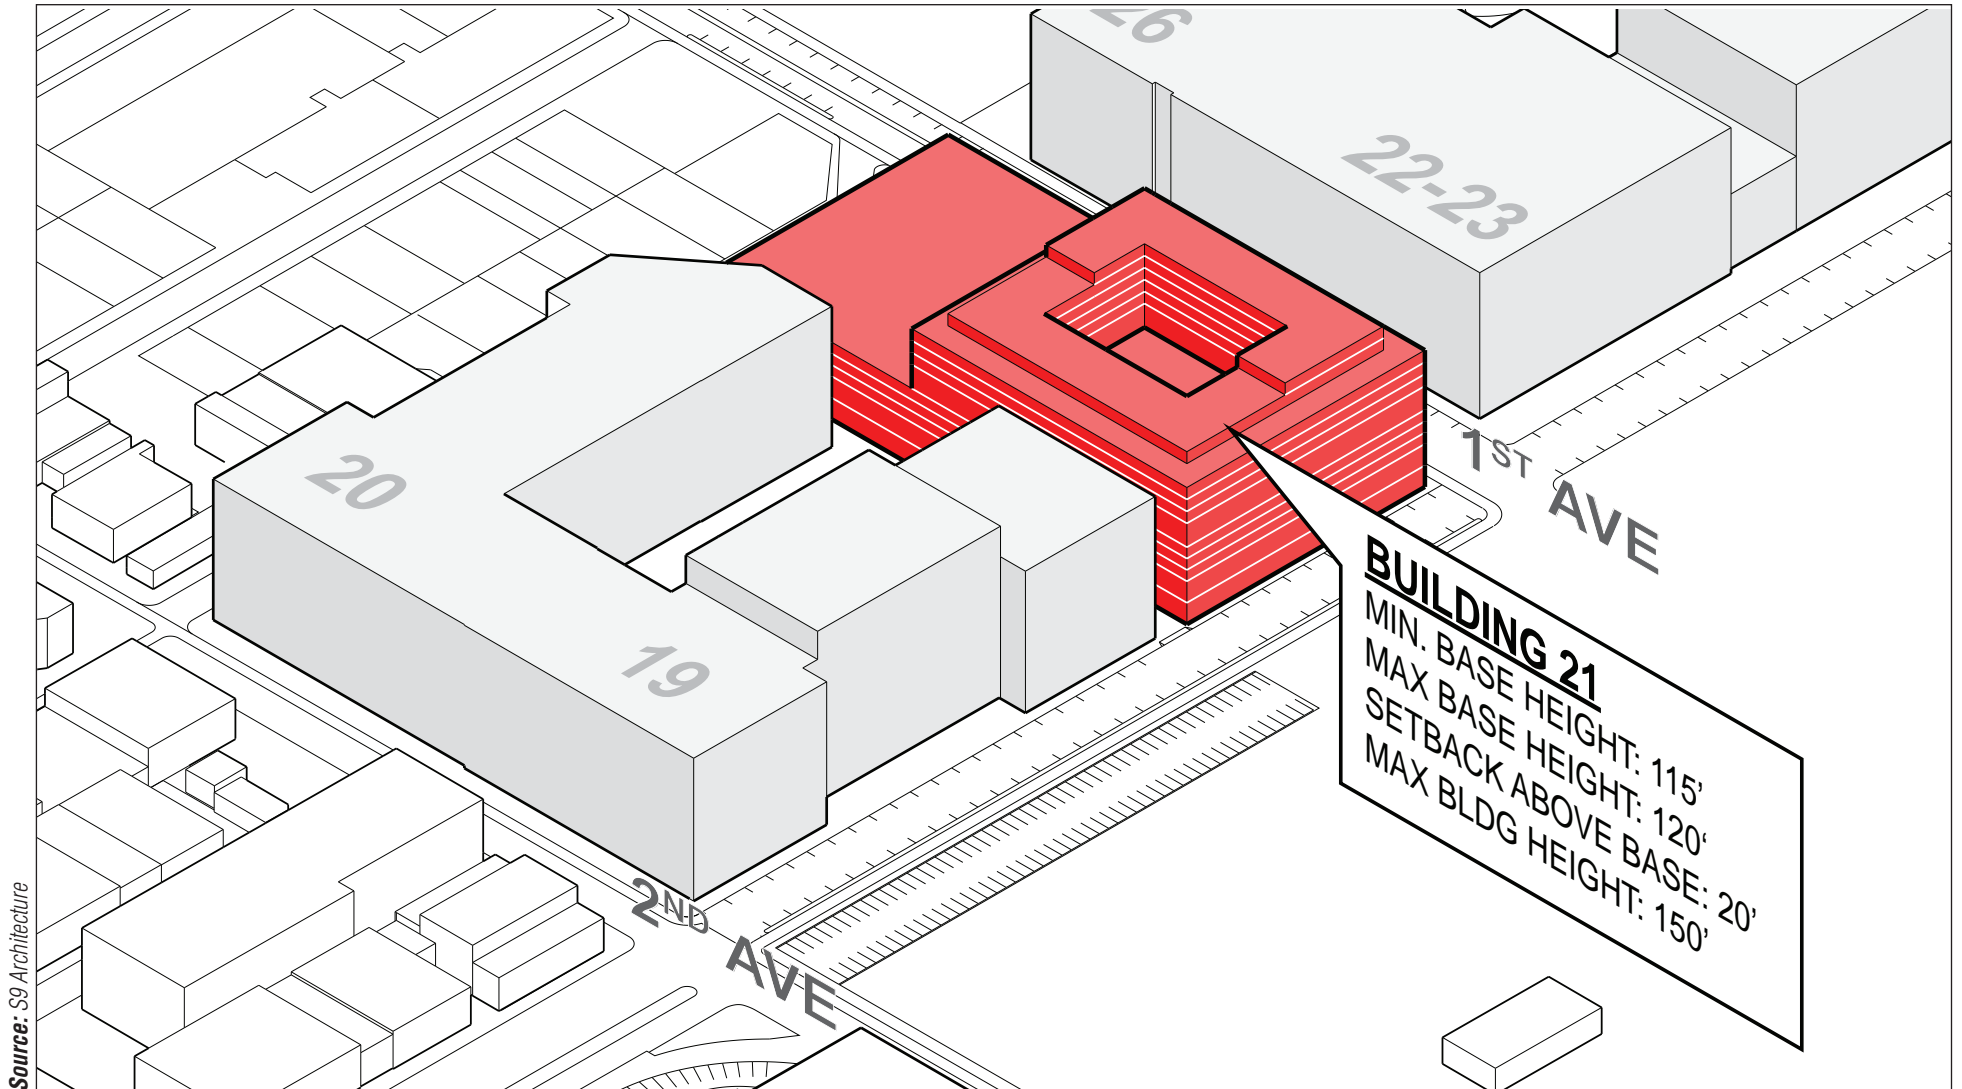 26
22-23
20
19
1ST AVE
2ND AVE
BUILDING 21
MIN. BASE HEIGHT: 115’
MAX BASE HEIGHT: 120‘
SETBACK ABOVE BASE: 20’
MAX BLDG HEIGHT: 150’
Source: S9 Architecture